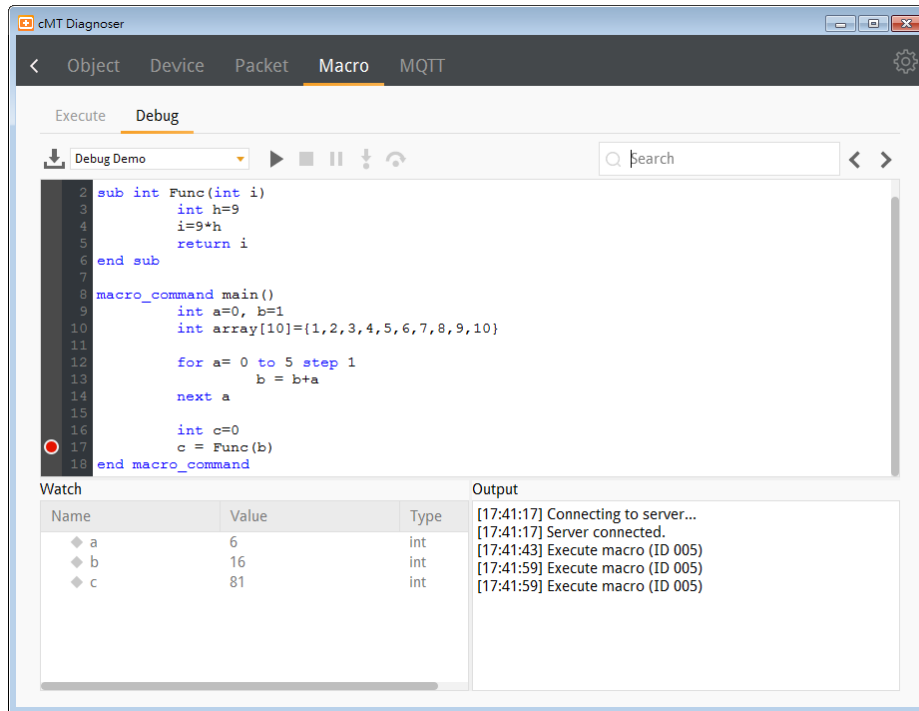 cMT Diagnoser
Object Device Packet Macro MQTT
Execute Debug
Debug Demo Search
2 sub int Func(int i)
3 int h=9
4 i=9*h
5 return i
6 end sub
7
8 macro_command main()
9 int a=0, b=1
10 int array[10]={1,2,3,4,5,6,7,8,9,10}
11
12 for a= 0 to 5 step 1
13 b = b+a
14 next a
15
16 int c=0
17 c = Func(b)
18 end macro_command
Watch
Name Value Type
a 6 int
b 16 int
c 81 int
Output
[17:41:17] Connecting to server...
[17:41:17] Server connected.
[17:41:43] Execute macro (ID 005)
[17:41:59] Execute macro (ID 005)
[17:41:59] Execute macro (ID 005)